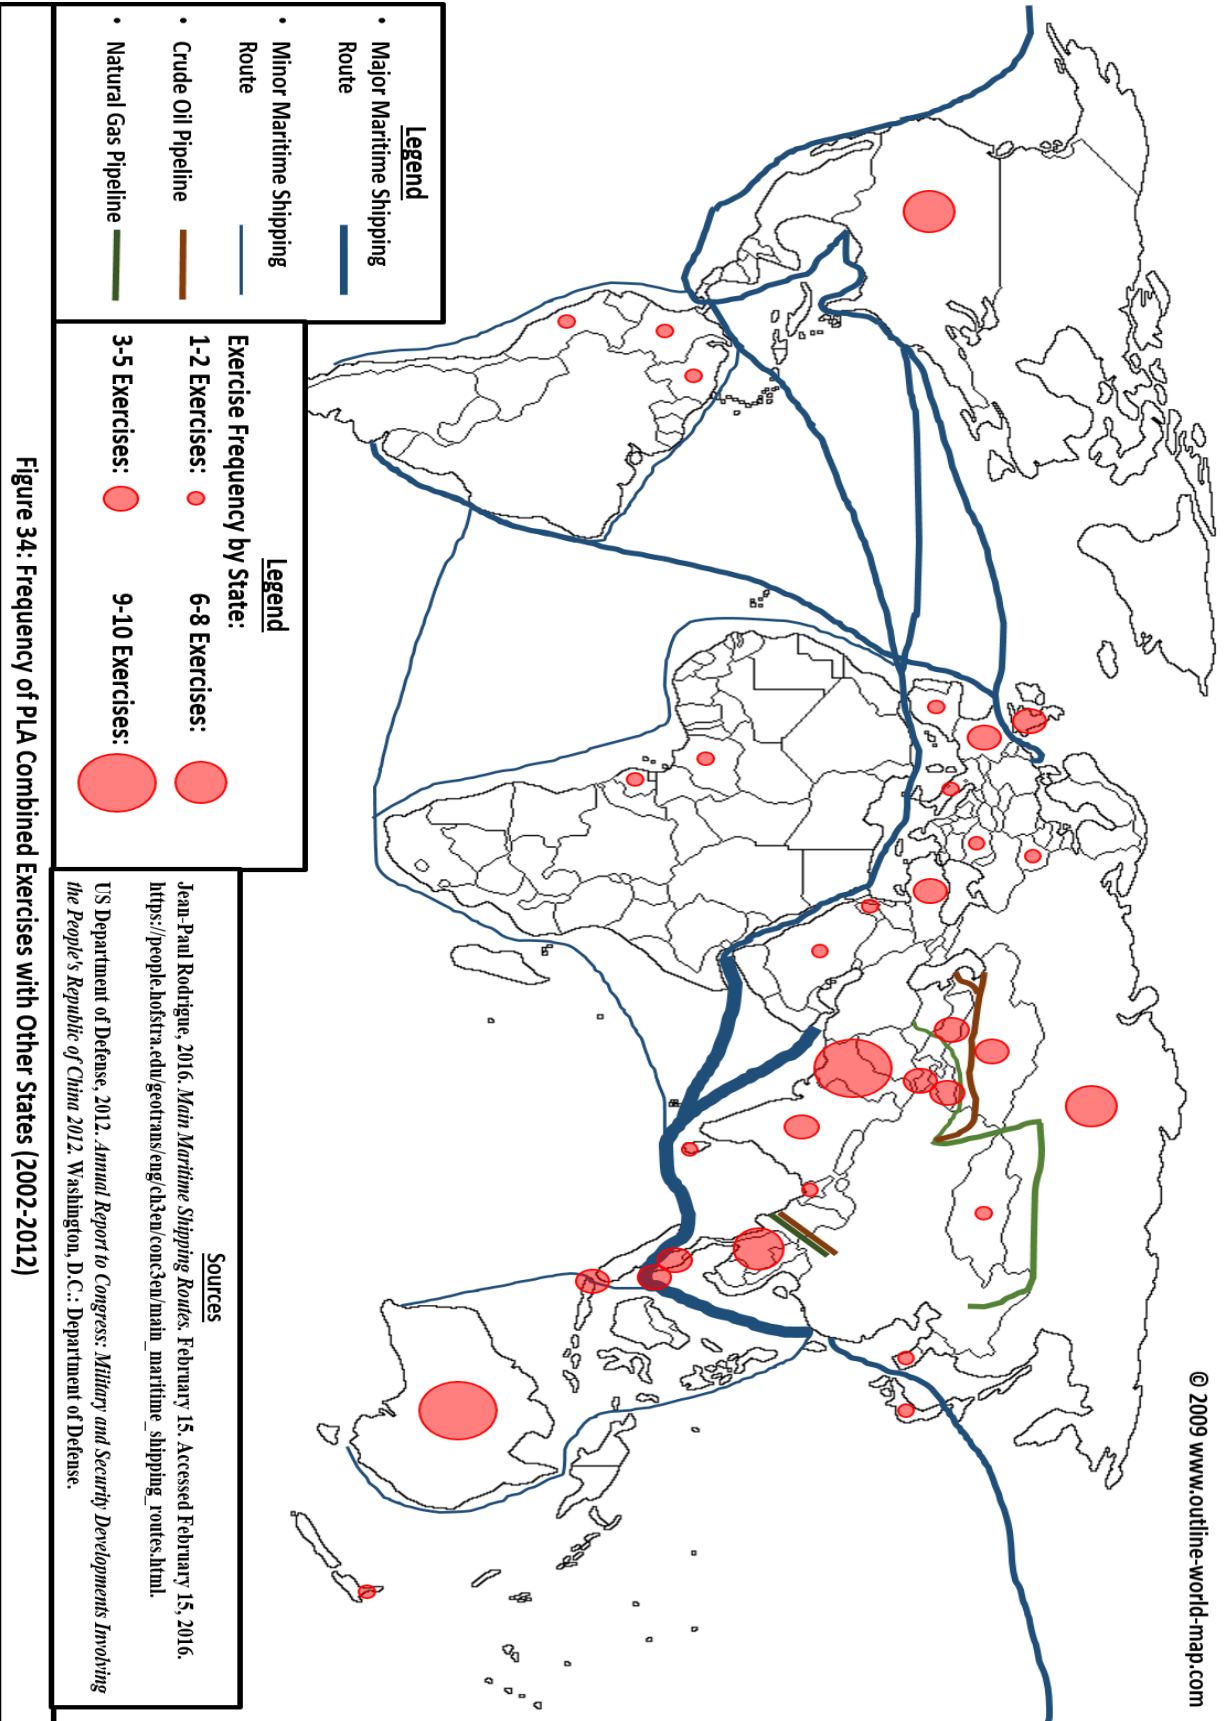 © 2009 www.outline-world-map.com
Legend
• Major Maritime Shipping
Route
• Minor Maritime Shipping
Route
• Crude Oil Pipeline
• Natural Gas Pipeline
Legend
Exercise Frequency by State:
1-2 Exercises:
6-8 Exercises:
3-5 Exercises:
9-10 Exercises:
Sources
Jean-Paul Rodrigue, 2016. Main Maritime Shipping Routes. February 15. Accessed February 15, 2016.
https://people.hofstra.edu/geotrans/eng/ch3en/conc3en/main_maritime_shipping_routes.html.
US Department of Defense, 2012. Annual Report to Congress: Military and Security Developments Involving
the People's Republic of China 2012. Washington, D.C.: Department of Defense.
Figure 34: Frequency of PLA Combined Exercises with Other States (2002-2012)